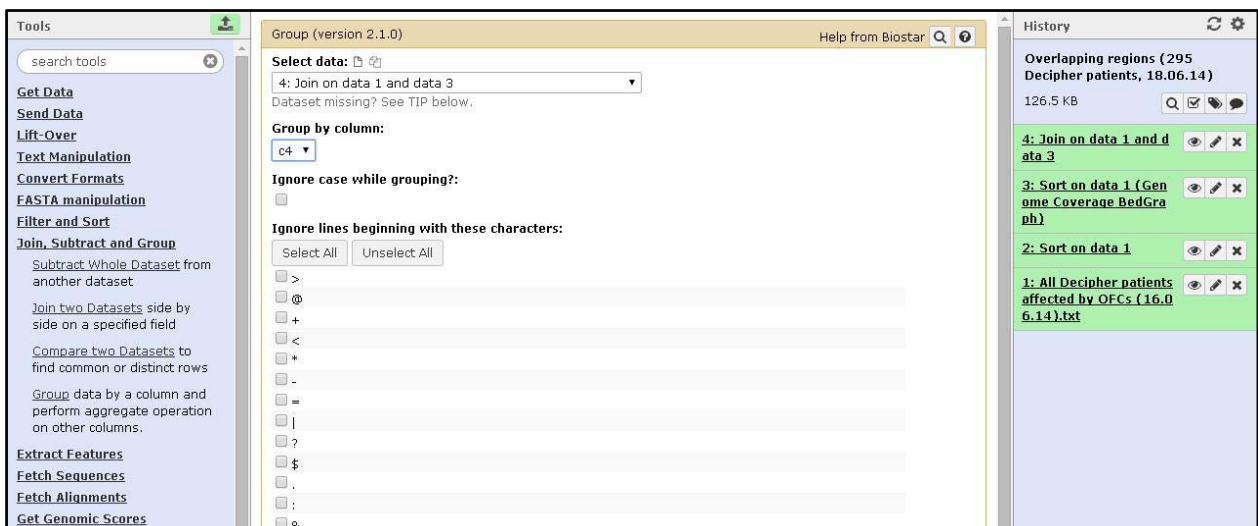 Tools
search tools
Get Data
Send Data
Lift-Over
Text Manipulation
Convert Formats
FASTA manipulation
Filter and Sort
Join, Subtract and Group
Subtract Whole Dataset from
another dataset
Join two Datasets side by
side on a specified field
Compare two Datasets to
find common or distinct rows
Group data by a column and
perform aggregate operation
on other columns.
Extract Features
Fetch Sequences
Fetch Alignments
Get Genomic Scores
Group (version 2.1.0)
Help from Biostar
Select data:
4: Join on data 1 and data 3
Dataset missing? See TIP below.
Group by column:
c4
Ignore case while grouping?:
Ignore lines beginning with these characters:
Select All Unselect All
>
@
+
<
*
-
=
|
?
$
.
:
History
Overlapping regions (295
Decipher patients, 18.06.14)
126.5 KB
4: Join on data 1 and d
ata 3
3: Sort on data 1 (Gen
ome Coverage BedGra
ph)
2: Sort on data 1
1: All Decipher patients
affected by OFCs (16.0
6.14).txt